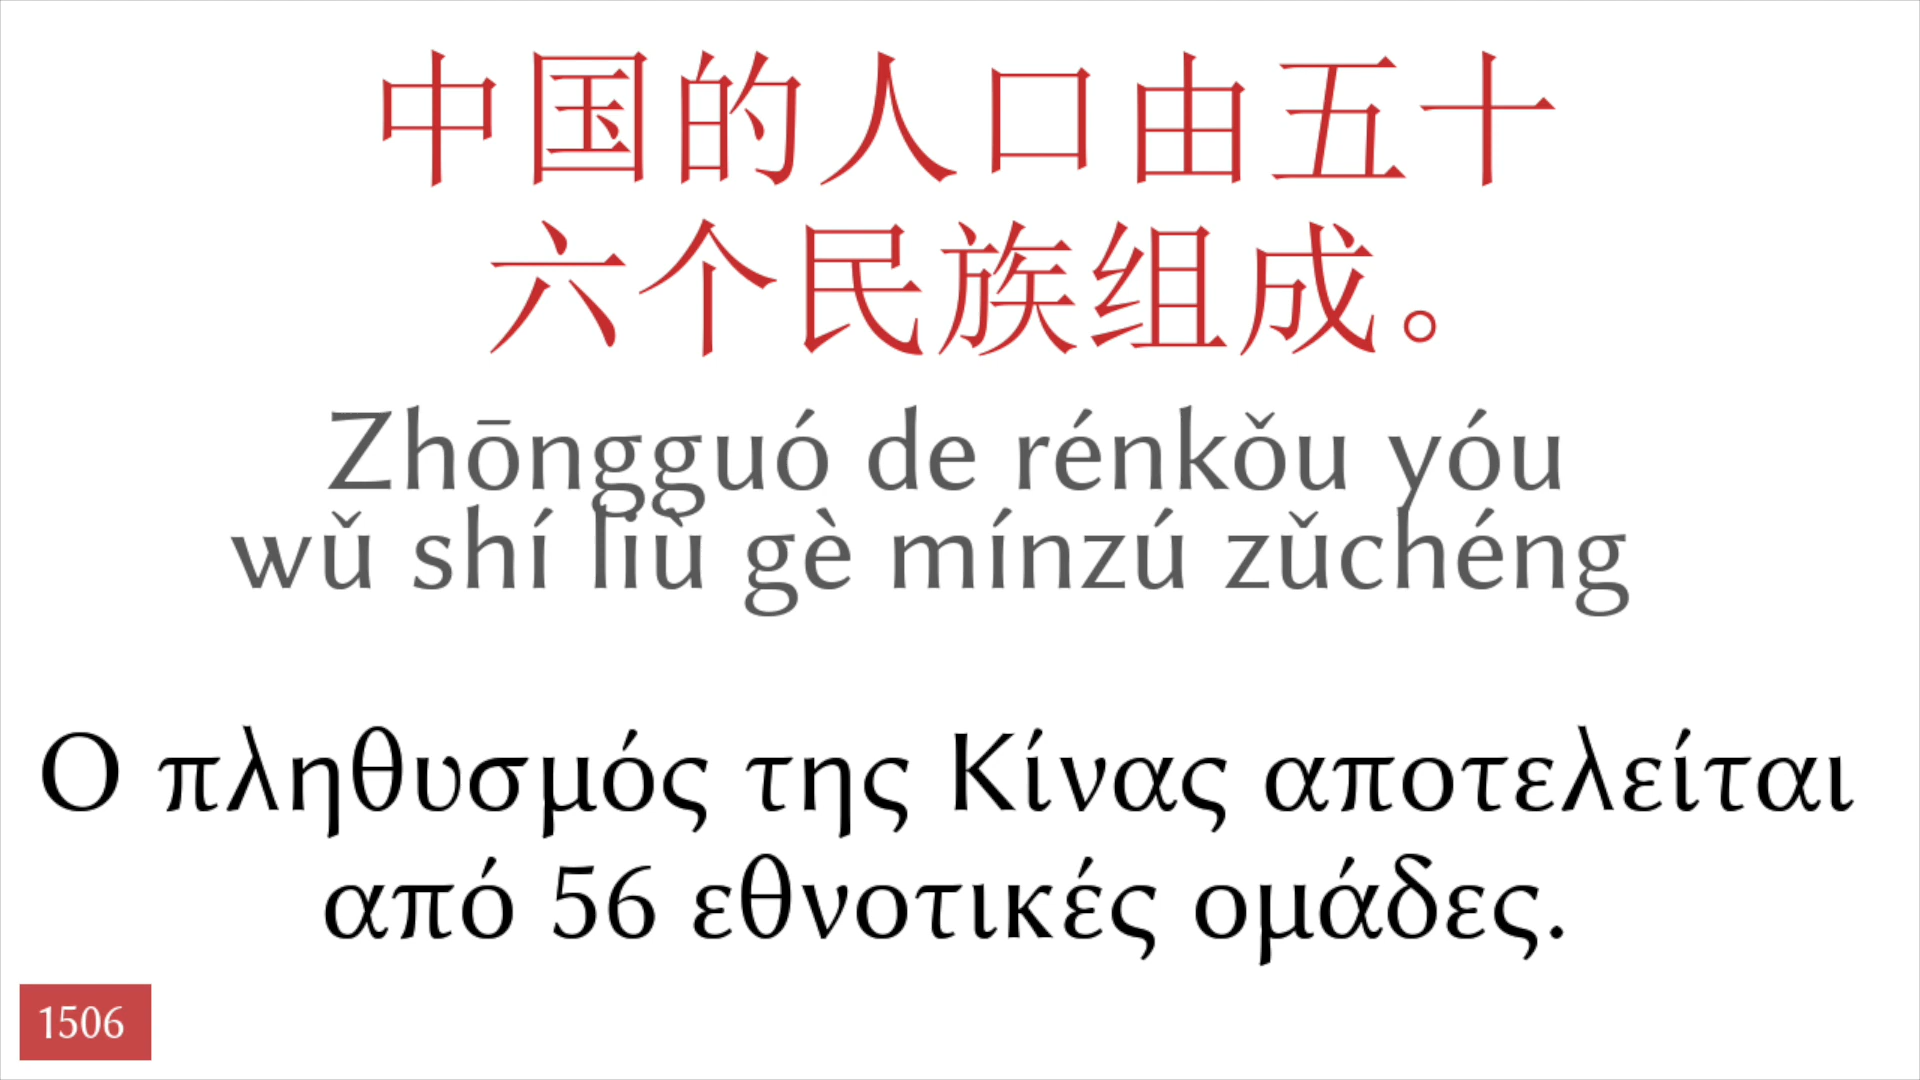 中国的人口由五十
六个民族组成。
Zhōngguó de rénkǒu yóu
wǔ shí liù gè mínzú zǔchéng
Ο πληθυσμός της Κίνας αποτελείται
από 56 εθνοτικές ομάδες.
1506